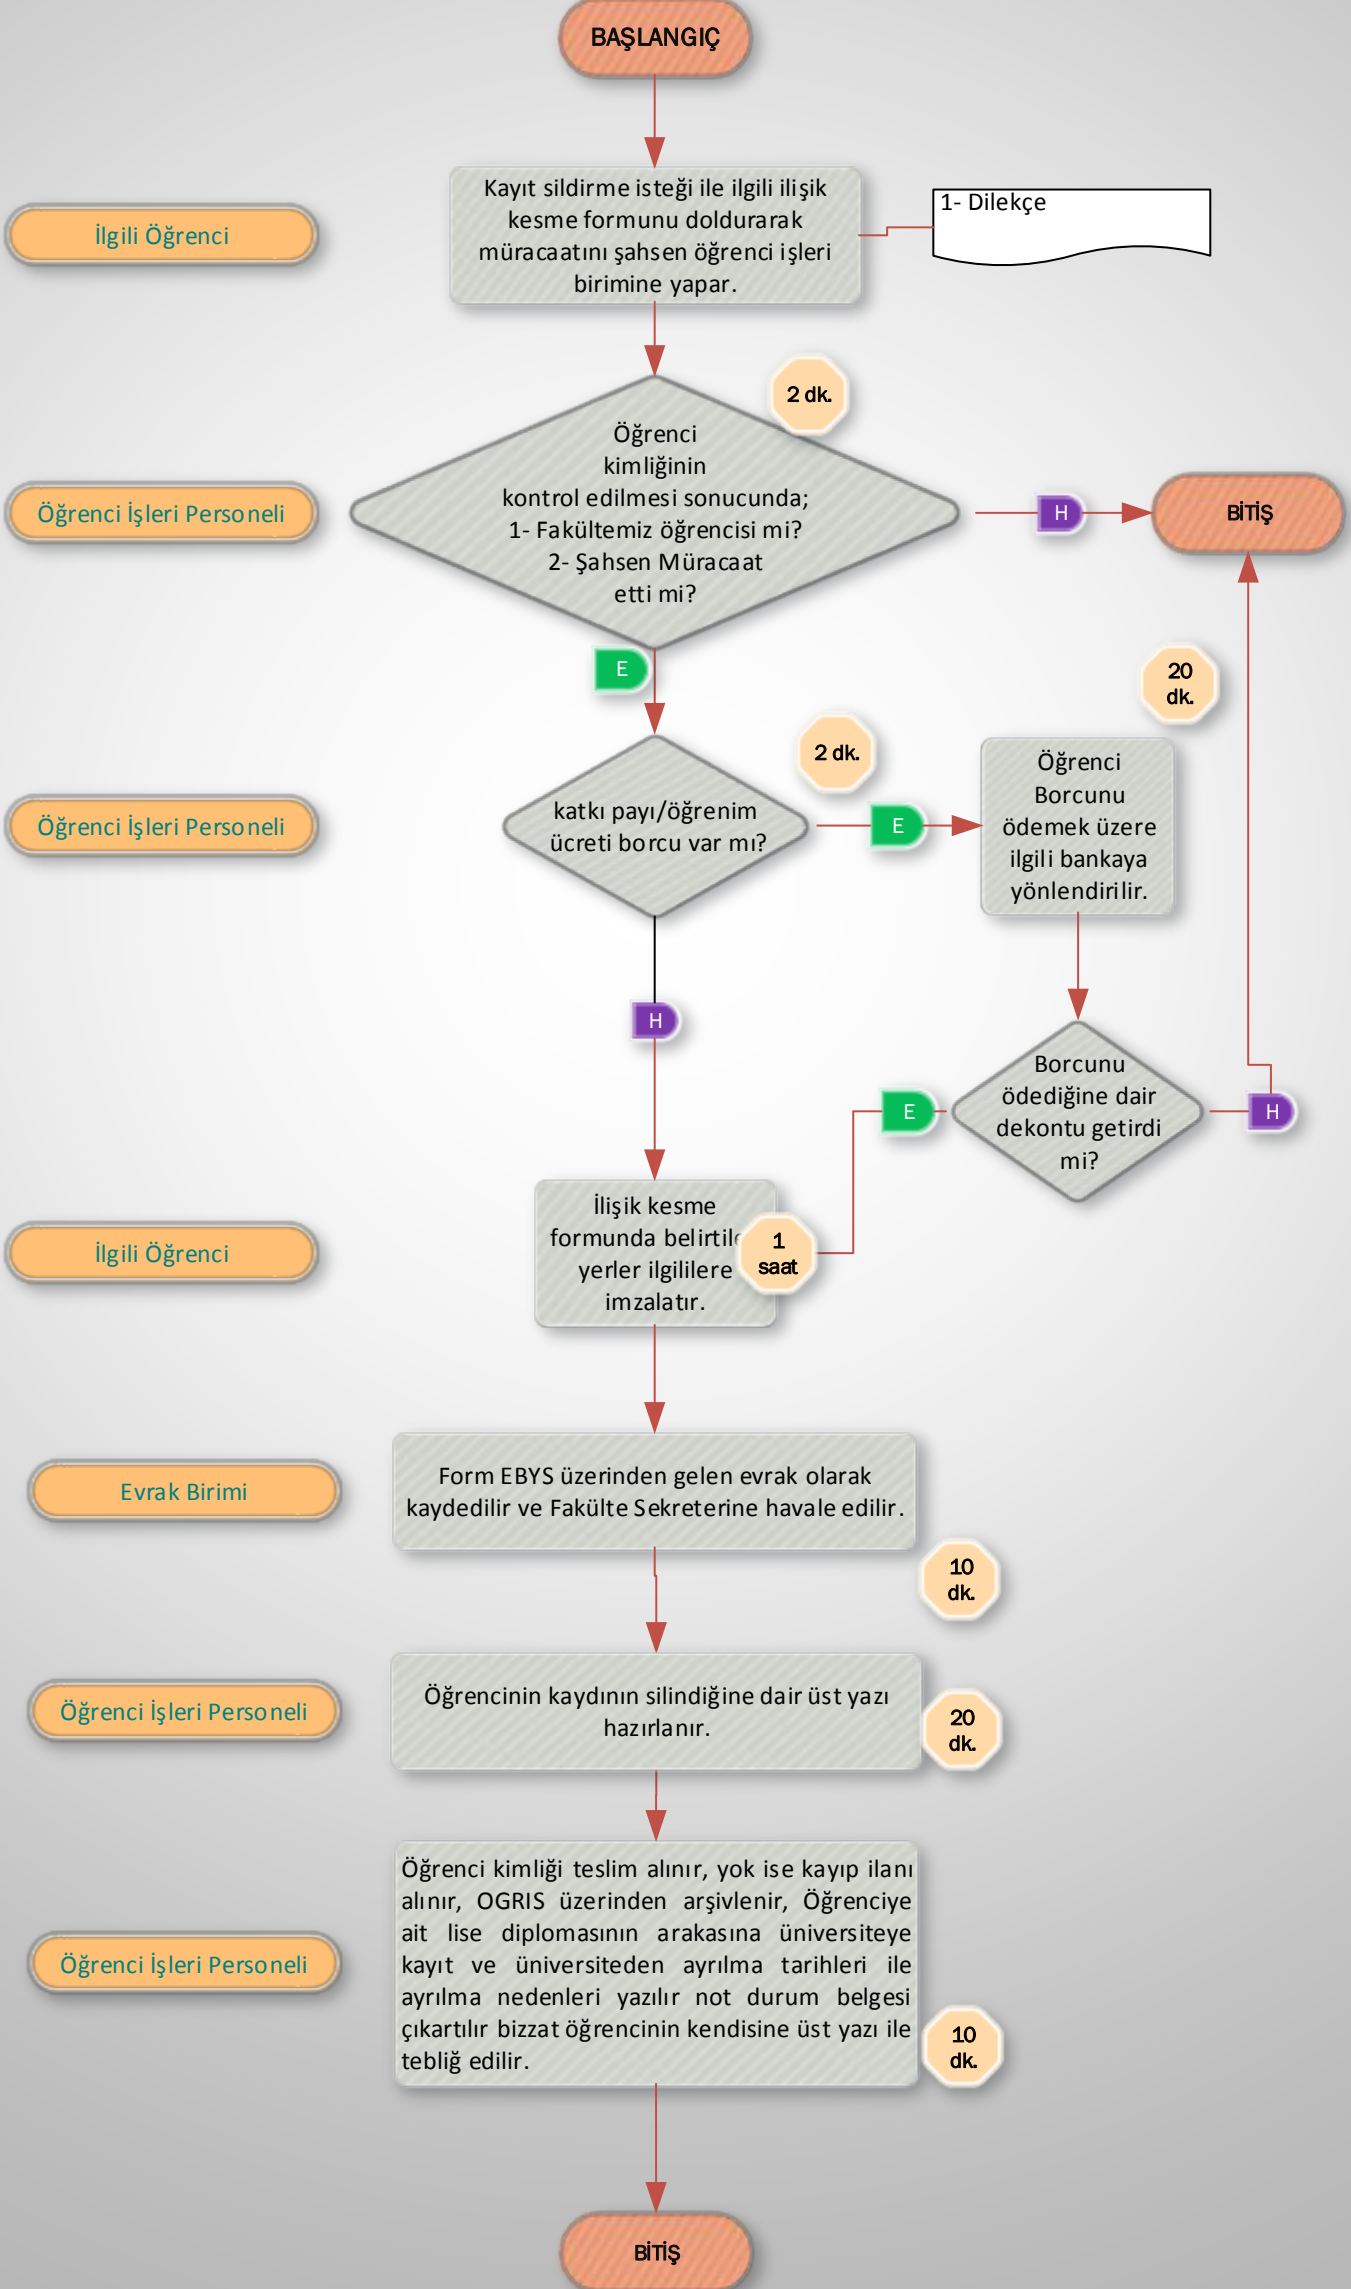 BAŞLANGIÇ
İlgili Öğrenci
Kayıt sildirme isteği ile ilgili ilişik
kesme formunu doldurarak
müracaatını şahsen öğrenci işleri
birimine yapar.
1- Dilekçe
2 dk.
Öğrenci İşleri Personeli
Öğrenci
kimliğinin
kontrol edilmesi sonucunda;
1- Fakültemiz öğrencisi mi?
2- Şahsen Müracaat
etti mi?
H
BİTİŞ
E
20
dk.
2 dk.
Öğrenci İşleri Personeli
katkı payı/öğrenim
ücreti borcu var mı?
E
Öğrenci
Borcunu
ödemek üzere
ilgili bankaya
yönlendirilir.
H
E
Borcunu
ödediğine dair
dekontu getirdi
mi?
H
İlgili Öğrenci
İlişik kesme
formunda belirtile
yerler ilgililere
imzalatır.
1
saat
Evrak Birimi
Form EBYS üzerinden gelen evrak olarak
kaydedilir ve Fakülte Sekreterine havale edilir.
10
dk.
Öğrenci İşleri Personeli
Öğrencinin kaydının silindiğine dair üst yazı
hazırlanır.
20
dk.
Öğrenci İşleri Personeli
Öğrenci kimliği teslim alınır, yok ise kayıp ilanı
alınır, OGRIS üzerinden arşivlenir, Öğrenciye
ait lise diplomasının arakasına üniversiteye
kayıt ve üniversiteden ayrılma tarihleri ile
ayrılma nedenleri yazılır not durum belgesi
çıkartılır bizzat öğrencinin kendisine üst yazı ile
tebliğ edilir.
10
dk.
BİTİŞ